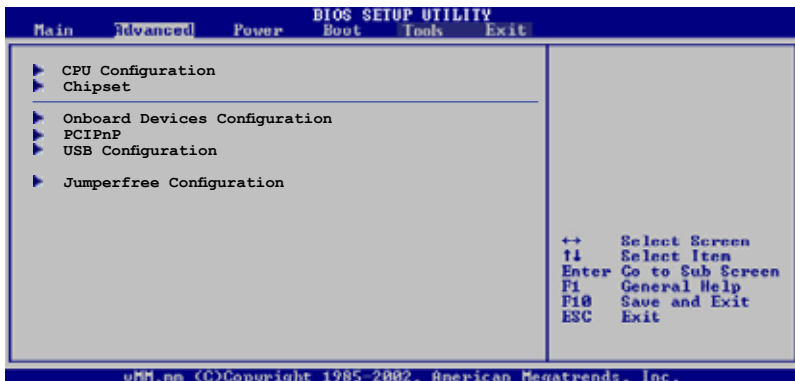 BIOS SETUP UTILITY
Main Advanced Power Boot Tools Exit
CPU Configuration
Chipset
Onboard Devices Configuration
PCIPnP
USB Configuration
Jumperfree Configuration
←→ Select Screen
↑↓ Select Item
Enter Go to Sub Screen
F1 General Help
F10 Save and Exit
ESC Exit
vMM.nn (C)Copyright 1985-2002, American Megatrends, Inc.